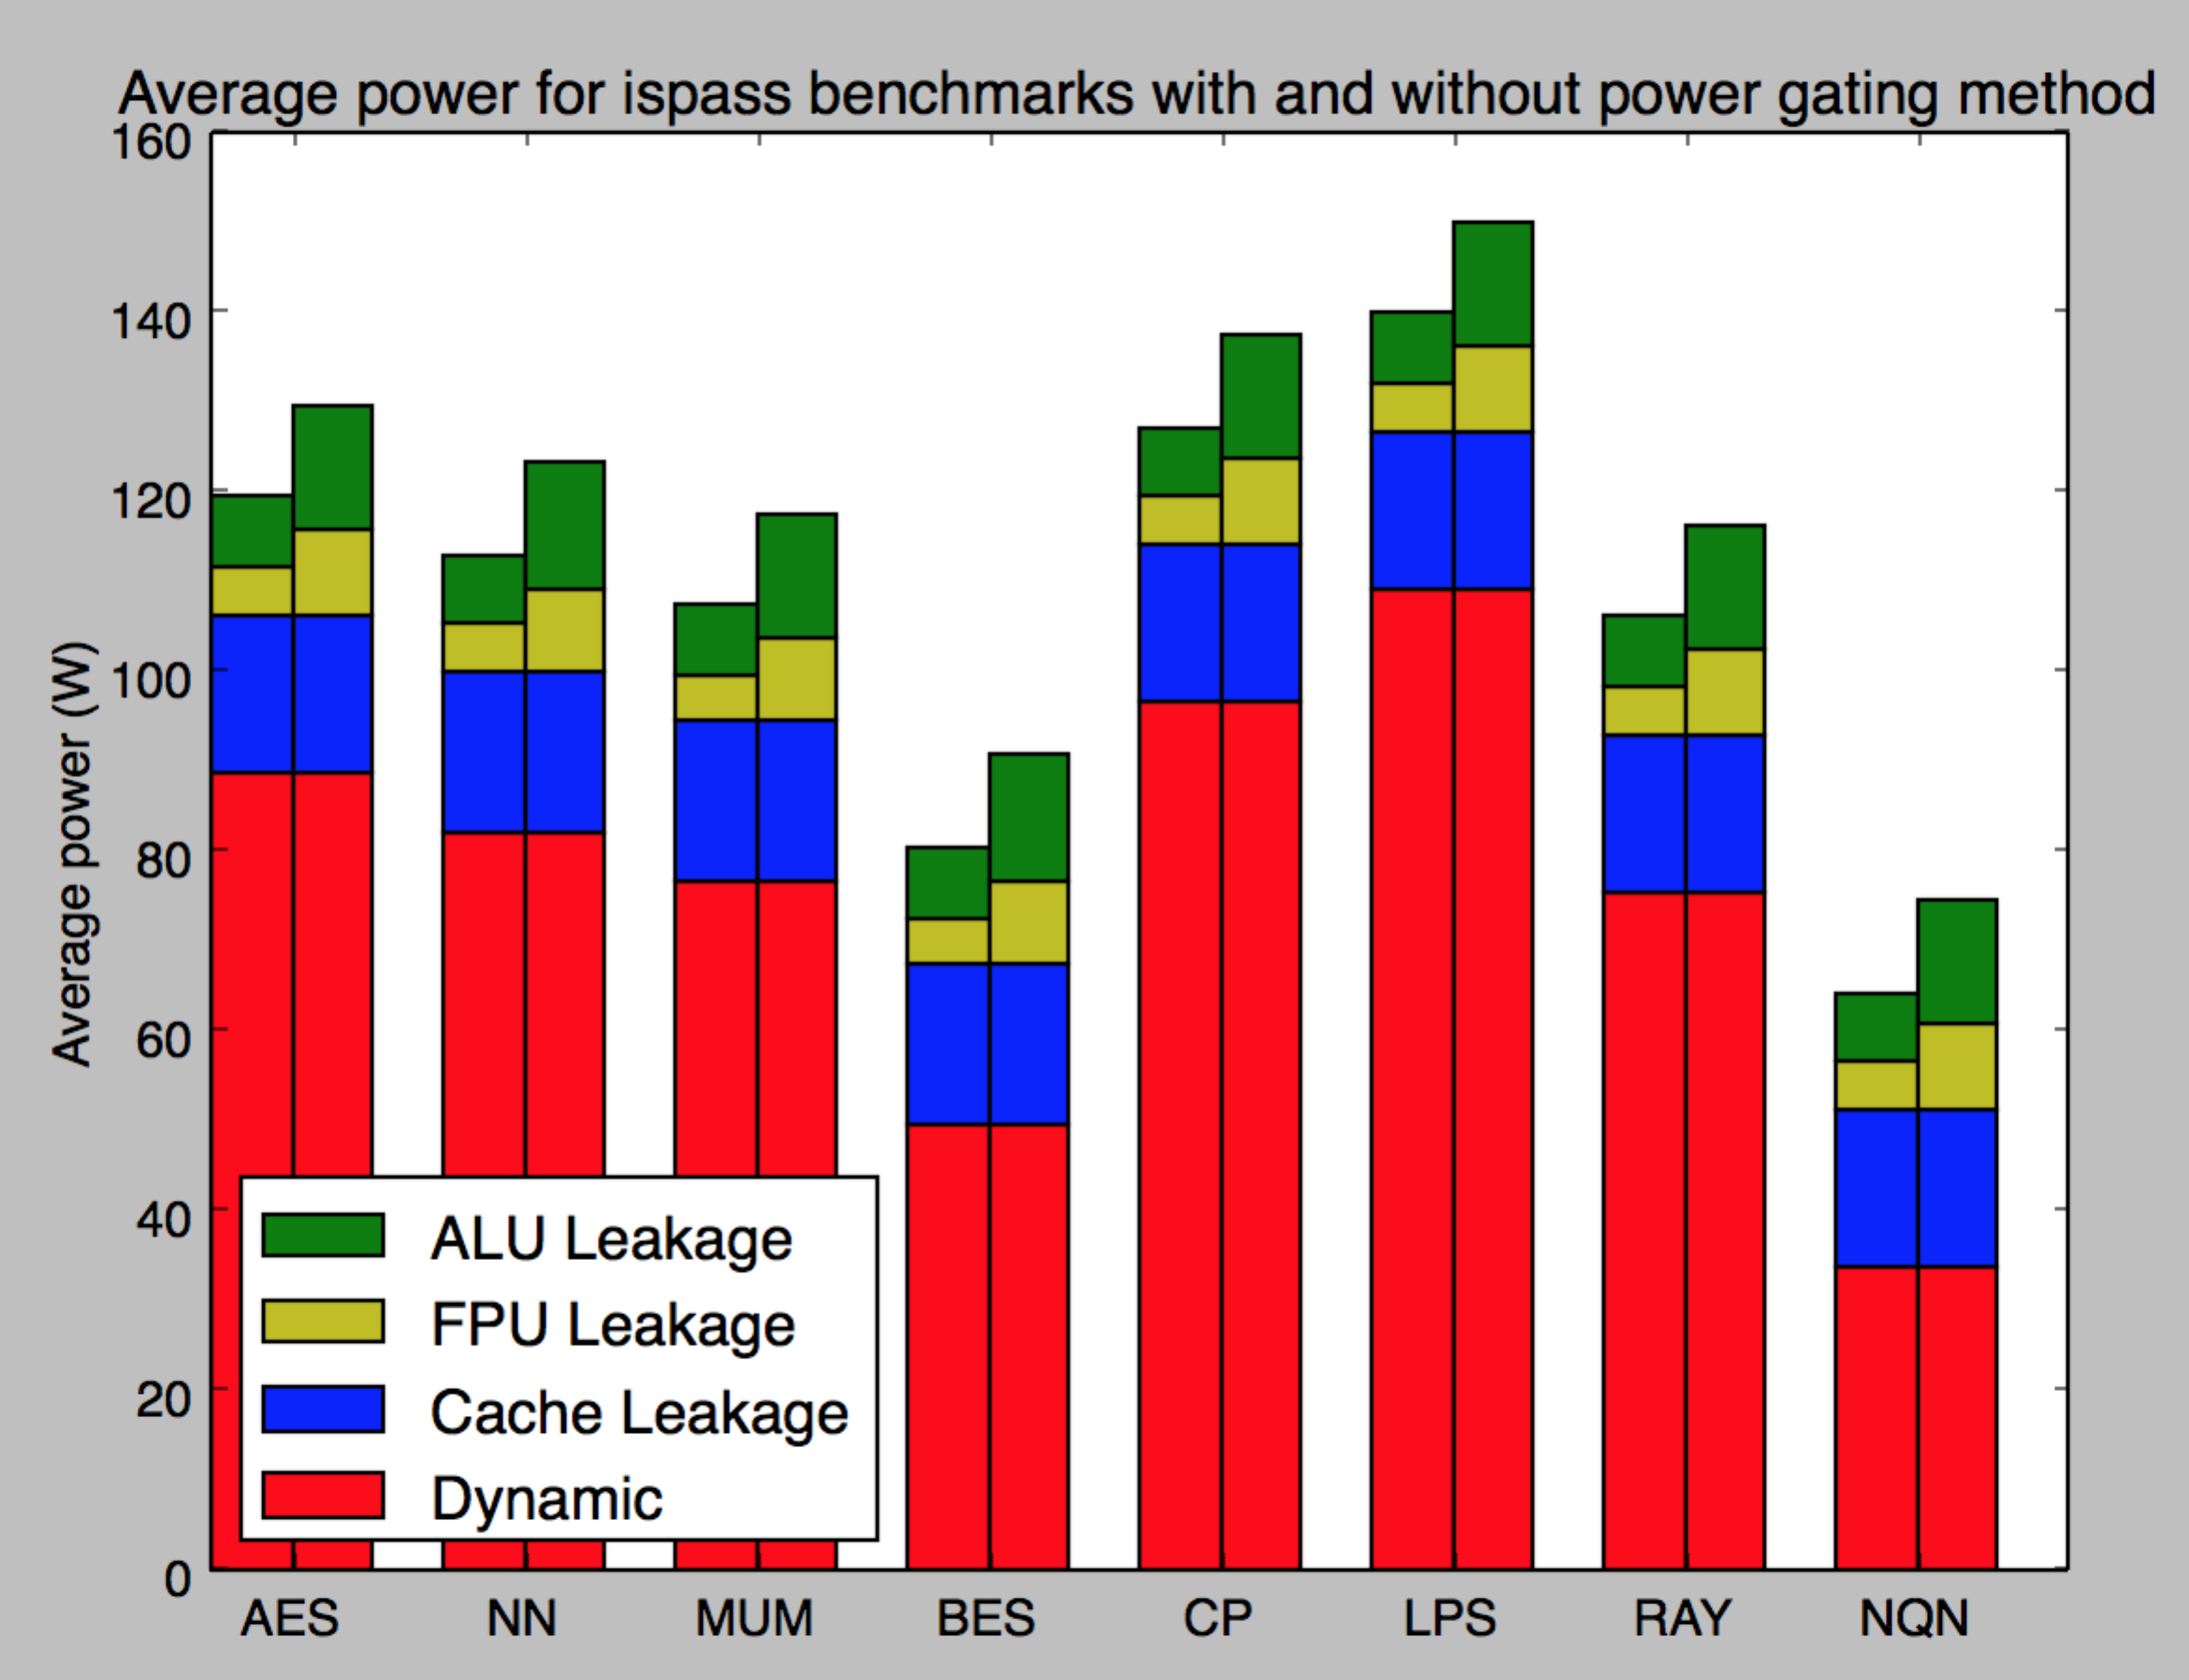 Average power for ispass benchmarks with and without power gating method
160
140
120
100
80
60
40
20
0
Average power (W)
ALU Leakage
FPU Leakage
Cache Leakage
Dynamic
AES NN MUM BES CP LPS RAY NQN